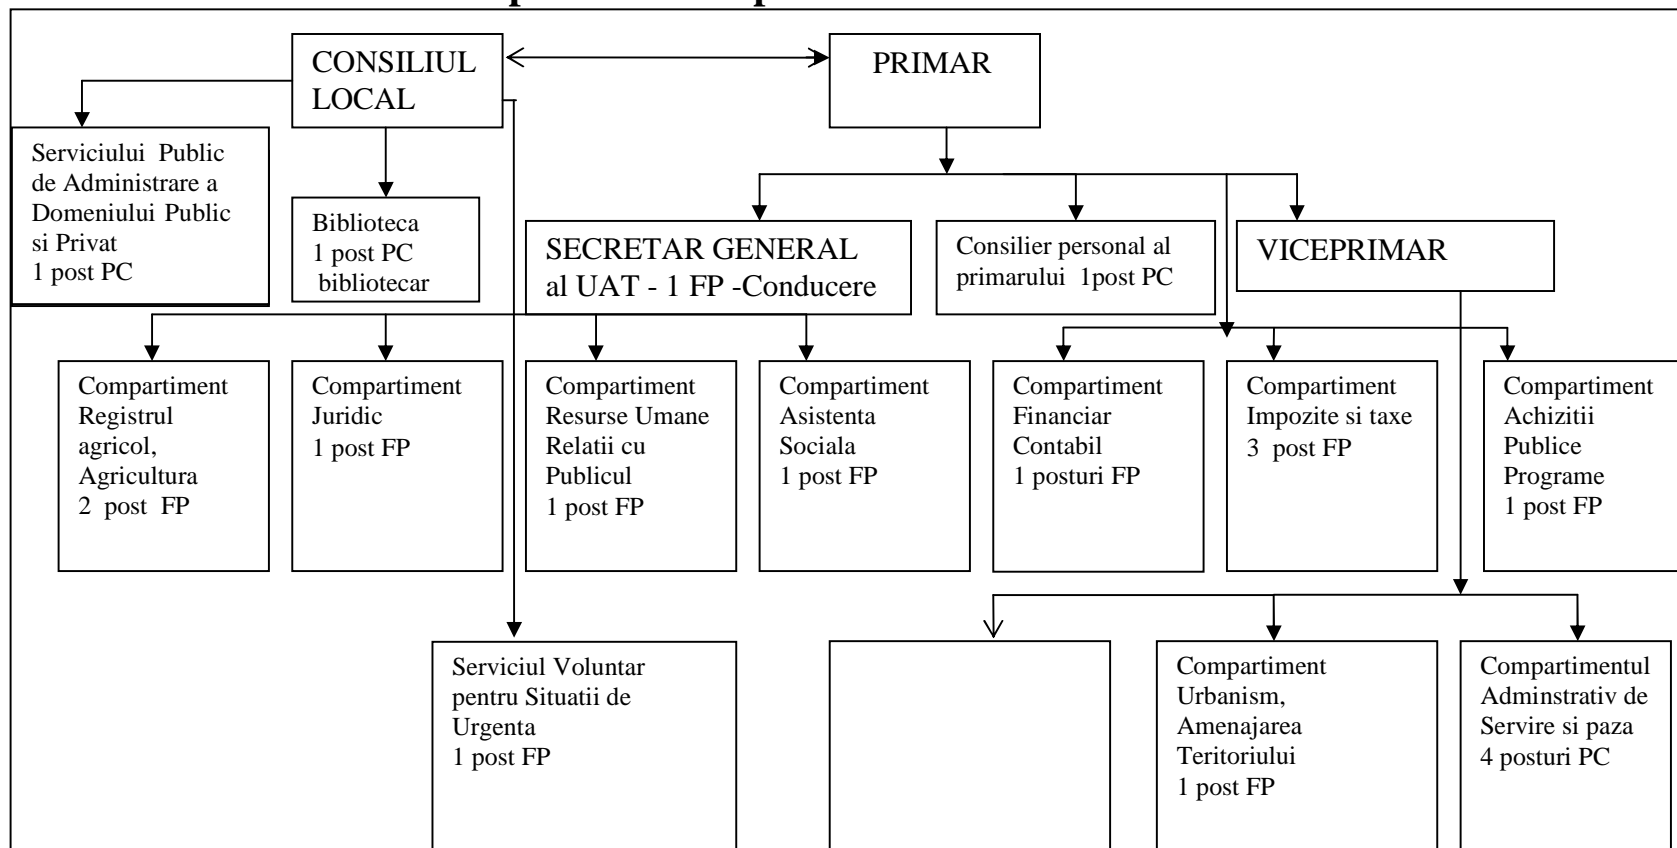 CONSILIUL
LOCAL
PRIMAR
Serviciului Public
de Administrare a
Domeniului Public
si Privat
1 post PC
Biblioteca
1 post PC
bibliotecar
SECRETAR GENERAL
al UAT - 1 FP -Conducere
Consilier personal al
primarului 1post PC
VICEPRIMAR
Compartiment
Registrul
agricol,
Agricultura
2 post FP
Compartiment
Juridic
1 post FP
Compartiment
Resurse Umane
Relatii cu
Publicul
1 post FP
Compartiment
Asistenta
Sociala
1 post FP
Compartiment
Financiar
Contabil
1 posturi FP
Compartiment
Impozite si taxe
3 post FP
Compartiment
Achizitii
Publice
Programe
1 post FP
Serviciul Voluntar
pentru Situatii de
Urgenta
1 post FP
Compartiment
Urbanism,
Amenajarea
Teritoriului
1 post FP
Compartimentul
Adminstrativ de
Servire si paza
4 posturi PC